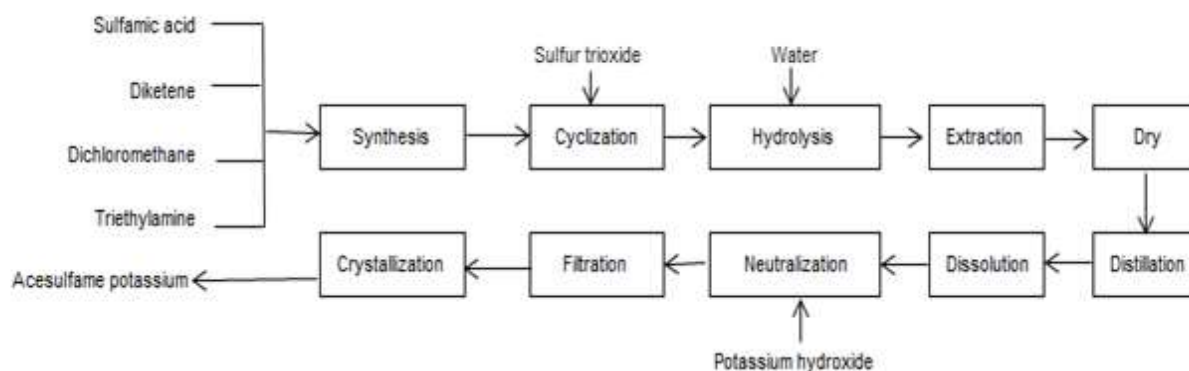 Sulfamic acid
Diketene
Dichloromethane
Triethylamine
Sulfur trioxide
Water
Synthesis
Cyclization
Hydrolysis
Extraction
Dry
Crystallization
Filtration
Neutralization
Dissolution
Distillation
Acesulfame potassium
Potassium hydroxide